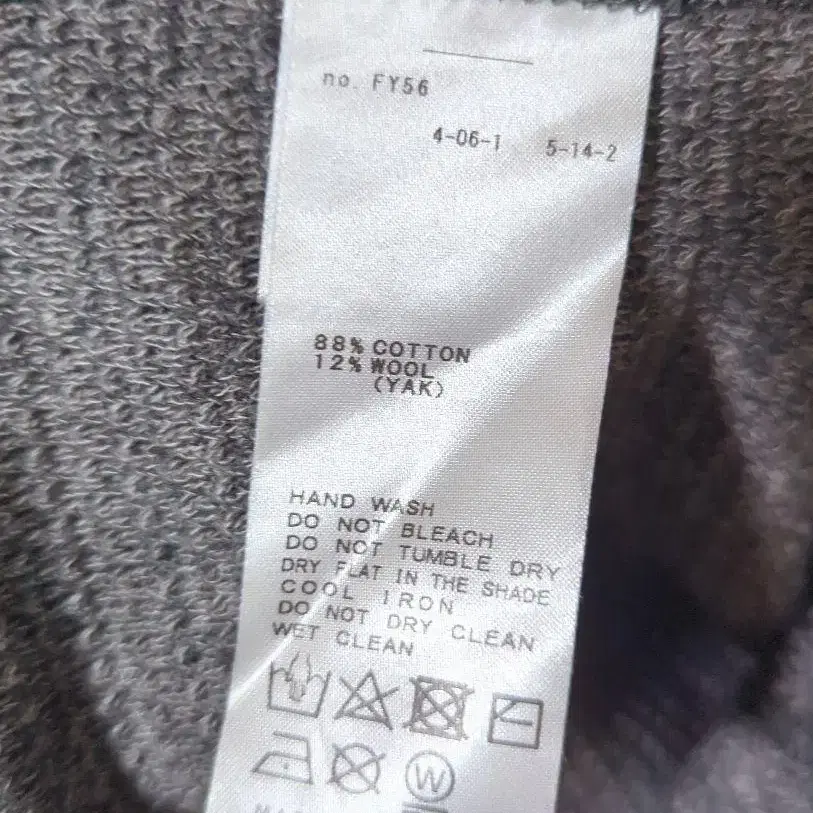 no. FY56
4-06-1 5-14-2
88% COTTON
12% WOOL
(YAK)
HAND WASH
DO NOT BLEACH
DO NOT TUMBLE DRY
DRY FLAT IN THE SHADE
COOL IRON
DO NOT DRY CLEAN
WET CLEAN
W